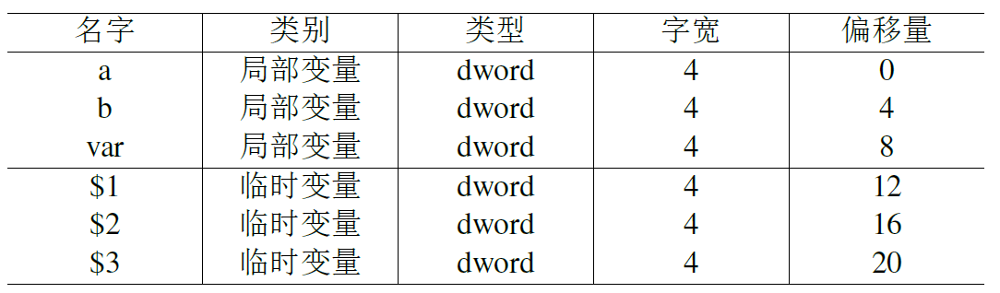 名字 类别 类型 字宽 偏移量
a 局部变量 dword 4 0
b 局部变量 dword 4 4
var 局部变量 dword 4 8
$1 临时变量 dword 4 12
$2 临时变量 dword 4 16
$3 临时变量 dword 4 20